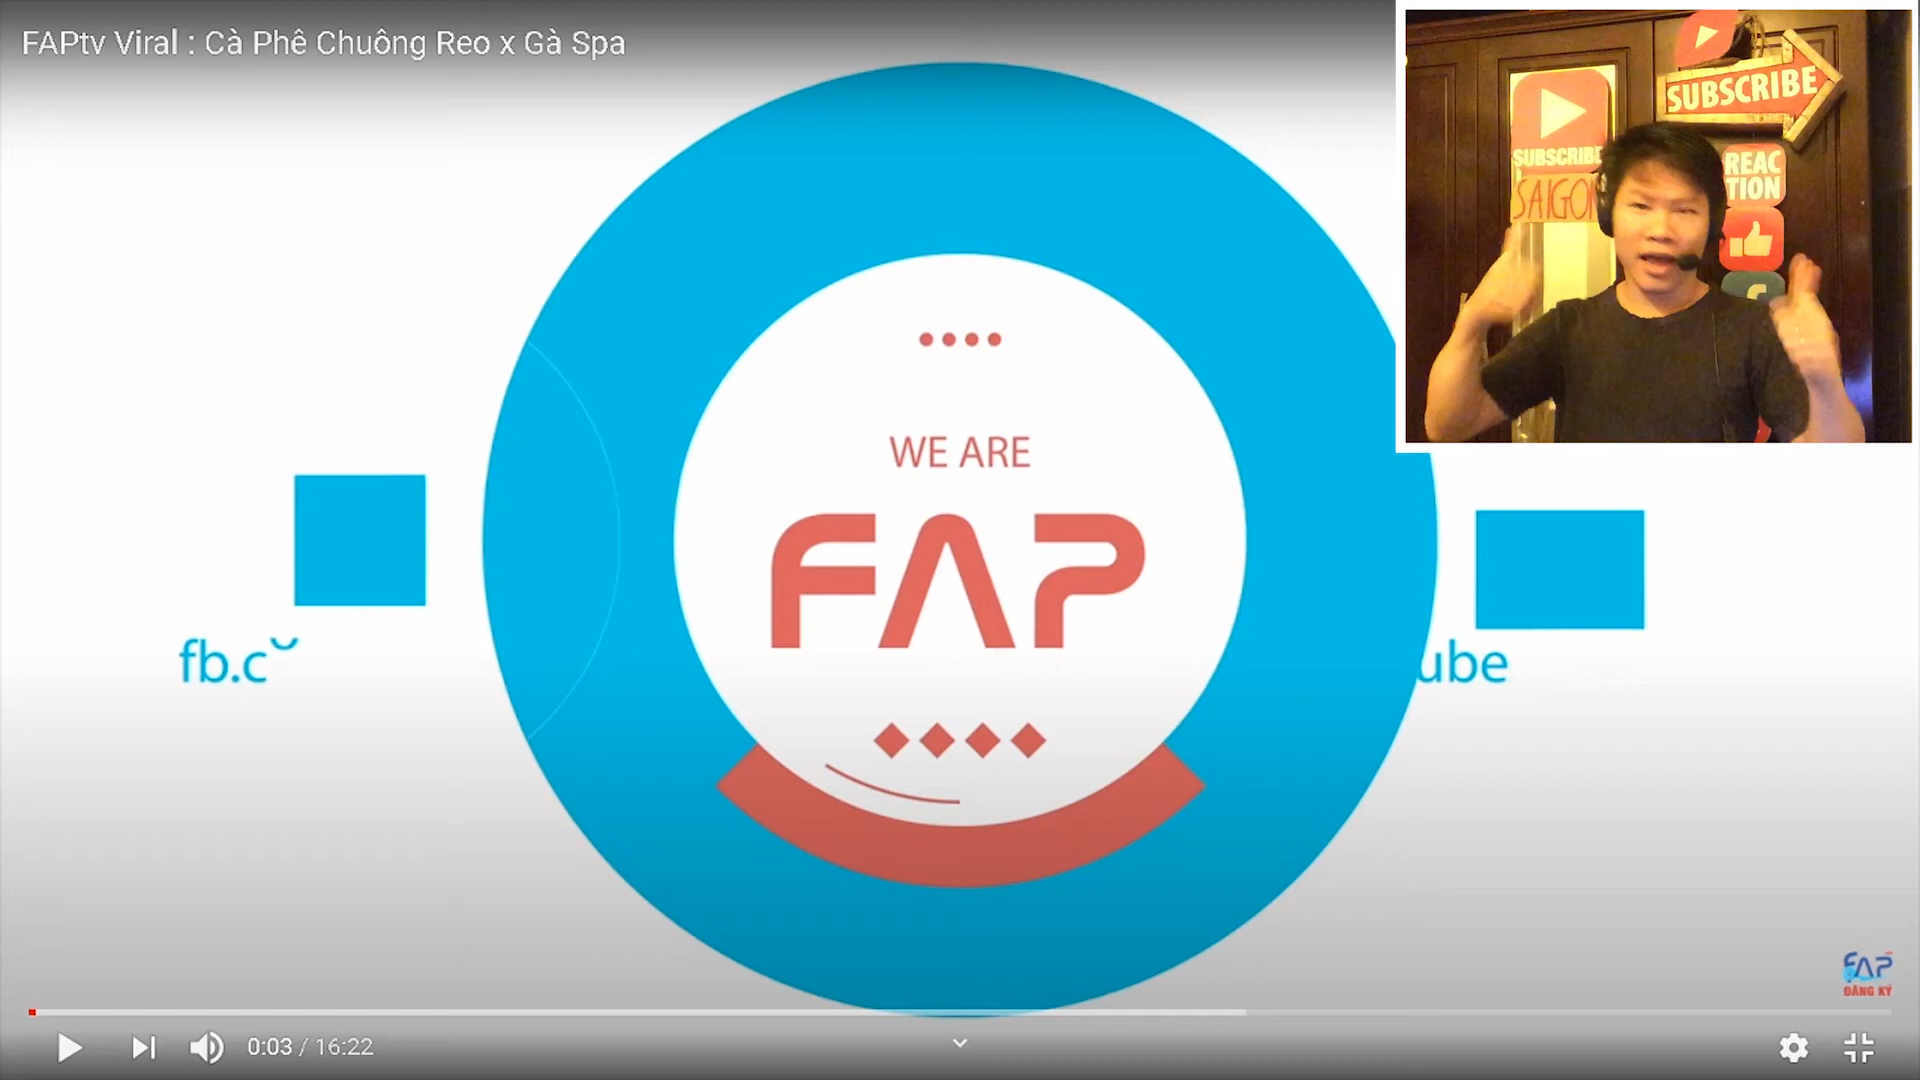 FAPtv Viral : Cà Phê Chuông Reo x Gà Spa
SUBSCRIBE
SUBSCRIBE
SAIGON
REAC
TION
WE ARE
FAP
fb.c
ube
FAP
ĐĂNG KÝ
0:03 / 16:22